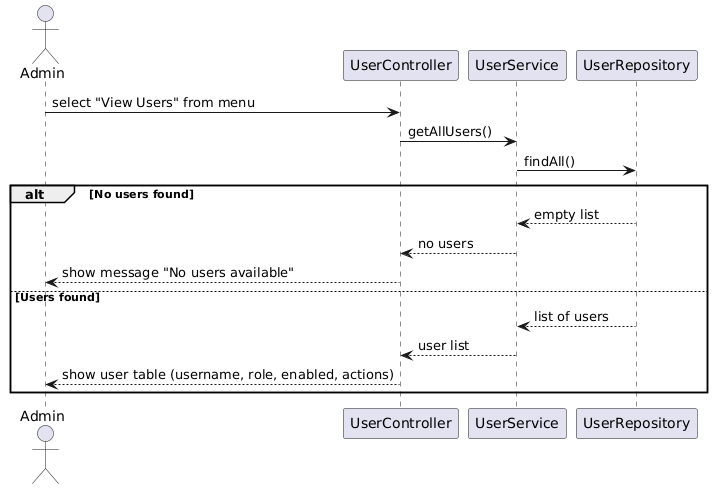 Admin
UserController
UserService
UserRepository
select "View Users" from menu
getAllUsers()
findAll()
alt
[No users found]
empty list
no users
show message "No users available"
[Users found]
list of users
user list
show user table (username, role, enabled, actions)
Admin
UserController
UserService
UserRepository